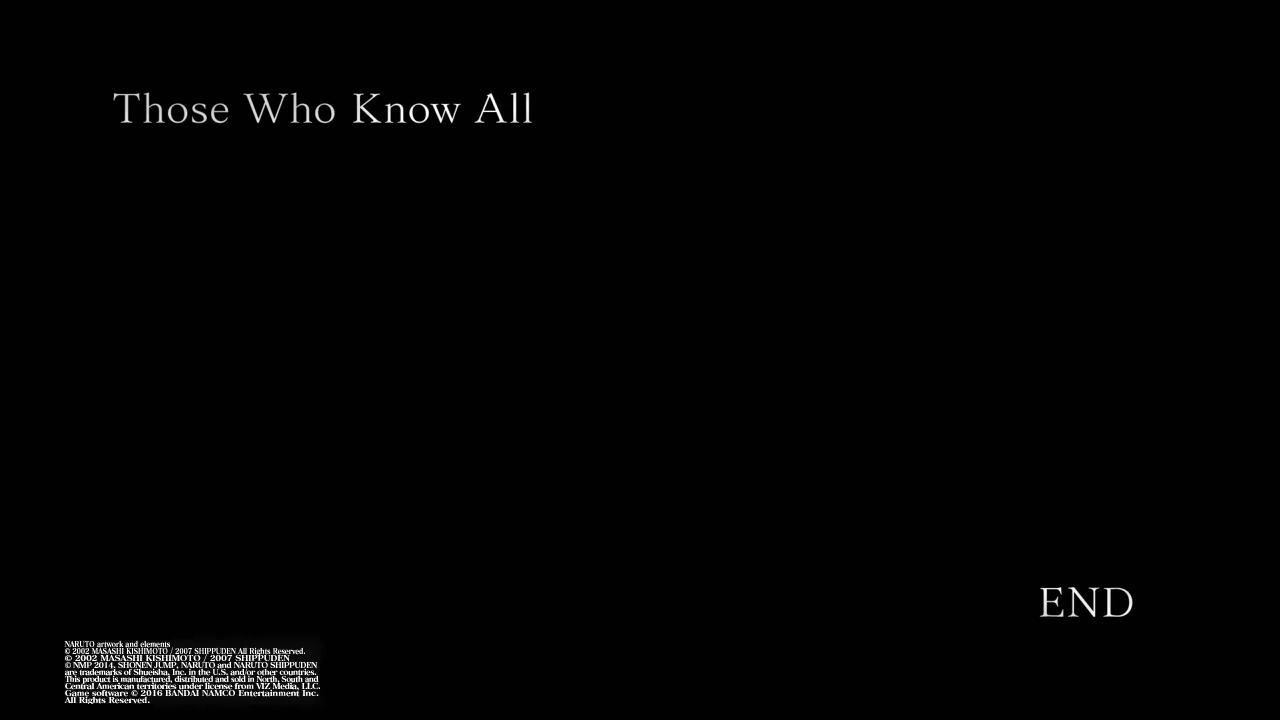 Those Who Know All
END
NARUTO artwork and elements
© 2002 MASASHI KISHIMOTO / 2007 SHIPPUDEN All Rights Reserved.
© 2002 MASASHI KISHIMOTO / 2007 SHIPPUDEN
© NMP 2014, SHONEN JUMP, NARUTO and NARUTO SHIPPUDEN
are trademarks of Shueisha, Inc. in the U.S. and/or other countries.
This product is manufactured, distributed and sold in North, South and
Central American territories under license from VIZ Media, LLC.
Game software © 2016 BANDAI NAMCO Entertainment Inc.
All Rights Reserved.